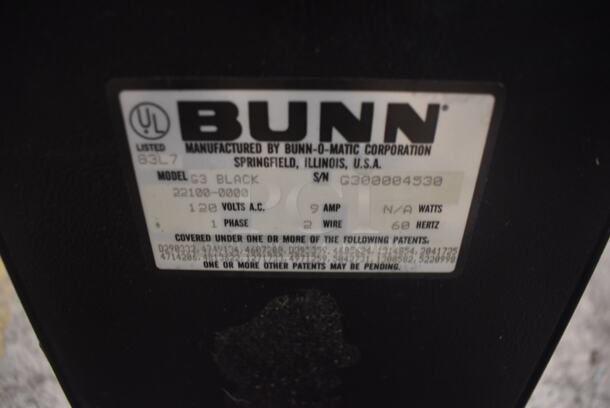 UL BUNN
LISTED
83L7
MANUFACTURED BY BUNN-O-MATIC CORPORATION
SPRINGFIELD, ILLINOIS, U.S.A.
MODEL G3 BLACK S/N G300004530
22100-0000
120 VOLTS A.C. 9 AMP N/A WATTS
1 PHASE 2 WIRE 60 HERTZ
COVERED UNDER ONE OR MORE OF THE FOLLOWING PATENTS.
ONE OR MORE OTHER PATENTS MAY BE PENDING.